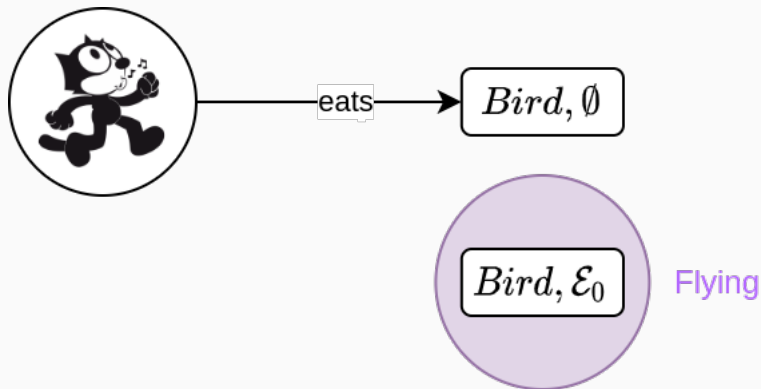 eats
Bird, ∅
Bird, ℰ₀
Flying